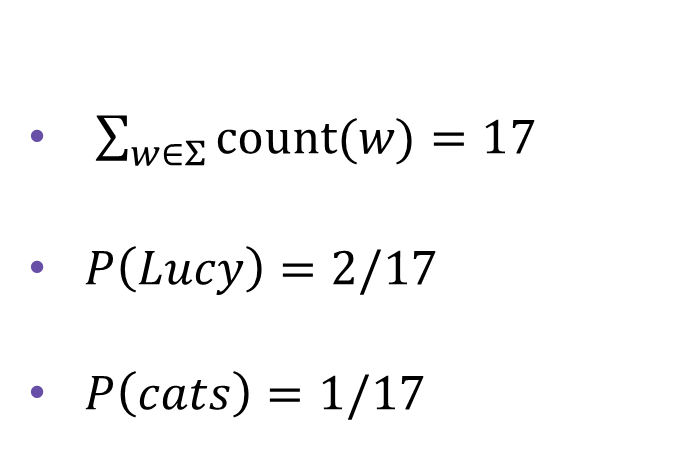 • ∑w∈Σ count(w) = 17
• P(Lucy) = 2/17
• P(cats) = 1/17